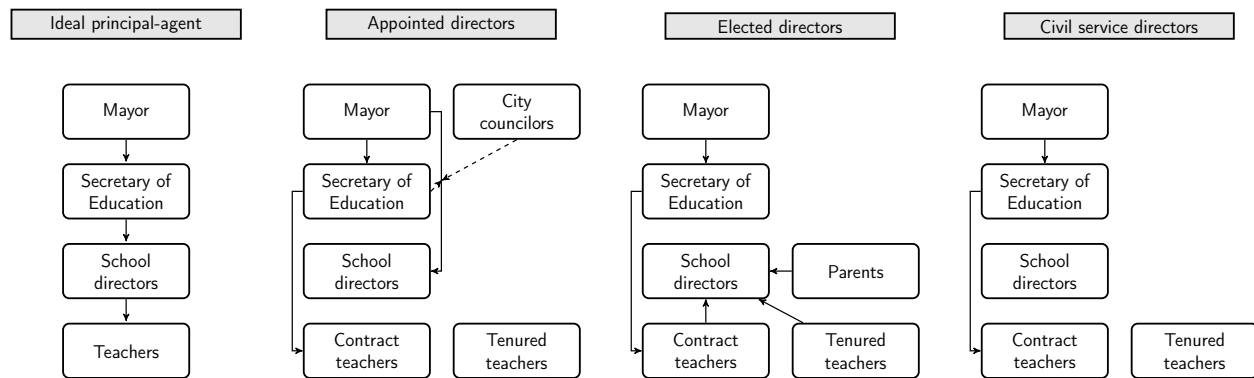 Ideal principal-agent
Mayor
Secretary of
Education
School
directors
Teachers
Appointed directors
Mayor
City
councilors
Secretary of
Education
School
directors
Contract
teachers
Tenured
teachers
Elected directors
Mayor
Secretary of
Education
School
directors
Parents
Contract
teachers
Tenured
teachers
Civil service directors
Mayor
Secretary of
Education
School
directors
Contract
teachers
Tenured
teachers